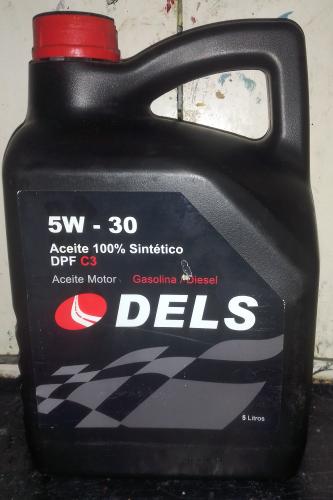 5W - 30
Aceite 100% Sintético
DPF C3
Aceite Motor Gasolina / Diesel
DELS
5 Litros